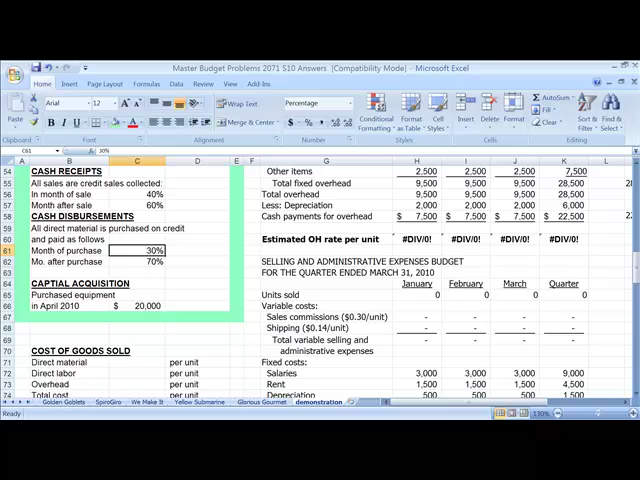 Master Budget Problems 2071 S10 Answers [Compatibility Mode] - Microsoft Excel
Home Insert Page Layout Formulas Data Review View Add-Ins
Arial 12 A A Wrap Text Percentage AutoSum
Paste B I U Merge & Center $ % , Conditional Formatting Format as Table Cell Styles Insert Delete Format Fill Clear Sort & Filter Find & Select
Clipboard Font Alignment Number Styles Cells Editing
C61 30%
A B C D E F G H I J K L
54 CASH RECEIPTS Other items 2,500 2,500 2,500 7,500
55 All sales are credit sales collected: Total fixed overhead 9,500 9,500 9,500 28,500
56 In month of sale 40% Total overhead 9,500 9,500 9,500 28,500
57 Month after sale 60% Less: Depreciation 2,000 2,000 2,000 6,000
58 CASH DISBURSEMENTS Cash payments for overhead $ 7,500 $ 7,500 $ 7,500 $ 22,500
59 All direct material is purchased on credit
60 and paid as follows Estimated OH rate per unit #DIV/0! #DIV/0! #DIV/0! #DIV/0!
61 Month of purchase 30%
62 Mo. after purchase 70% SELLING AND ADMINISTRATIVE EXPENSES BUDGET
63 FOR THE QUARTER ENDED MARCH 31, 2010
64 CAPTIAL ACQUISITION January February March Quarter
65 Purchased equipment Units sold 0 0 0 0
66 in April 2010 $ 20,000 Variable costs:
67 Sales commissions ($0.30/unit) - - - -
68 Shipping ($0.14/unit) - - - -
69 Total variable selling and - - - -
70 COST OF GOODS SOLD administrative expenses
71 Direct material per unit Fixed costs:
72 Direct labor per unit Salaries 3,000 3,000 3,000 9,000
73 Overhead per unit Rent 1,500 1,500 1,500 4,500
74 Total cost per unit Depreciation 500 500 500 1,500
Golden Goblets SpiroGiro We Make It Yellow Submarine Glorious Gourmet demonstration
Ready 130%